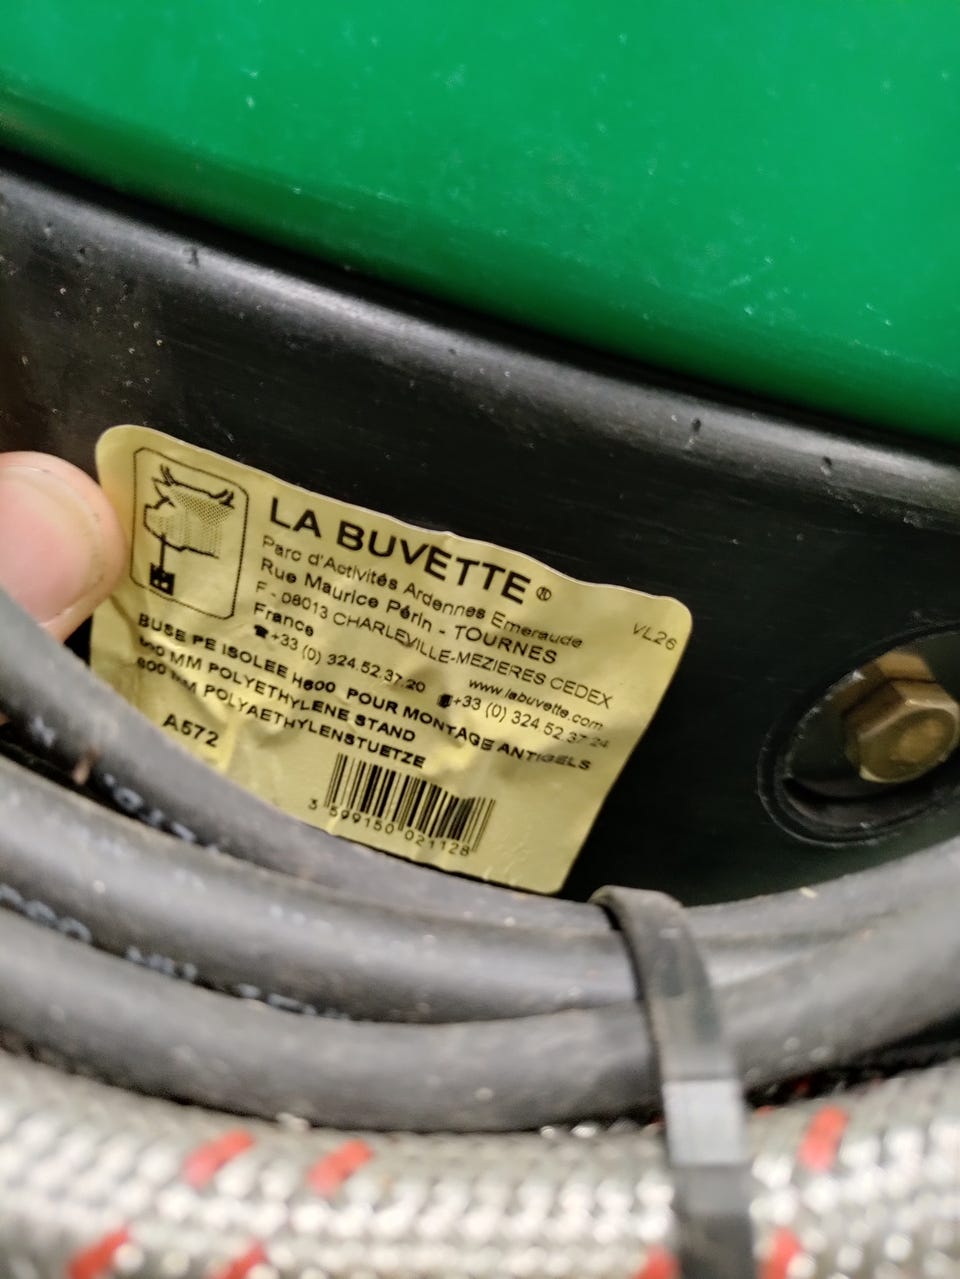 LA BUVETTE ®
Parc d'Activités Ardennes Emeraude
Rue Maurice Périn - TOURNES
F - 08013 CHARLEVILLE-MEZIERES CEDEX
France
www.labuvette.com
☎+33 (0) 324.52.37.20 +33 (0) 324.52.37.24
VL26
BUSE PE ISOLEE H600 POUR MONTAGE ANTIGELS
600 MM POLYETHYLENE STAND
600 MM POLYAETHYLENSTUETZE
A572
3 599150 021128